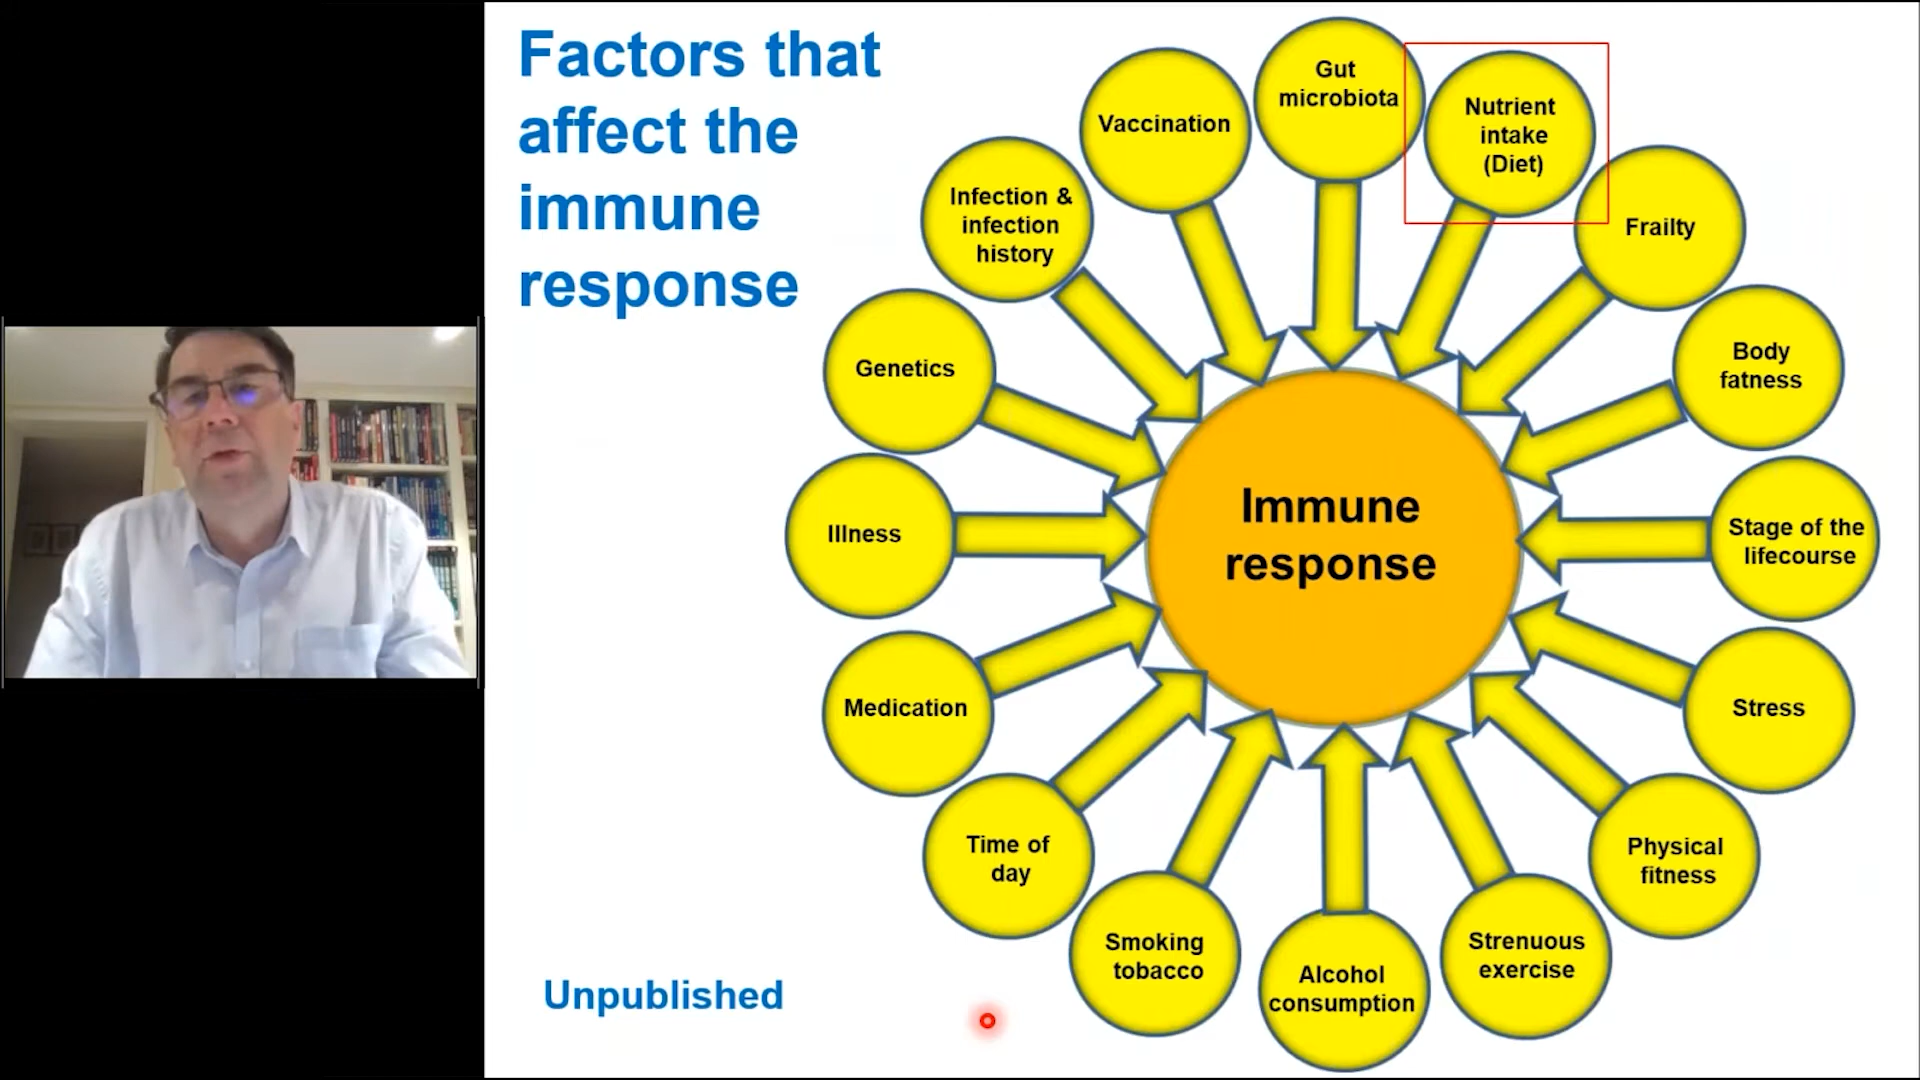 Factors that
affect the
immune
response
Gut
microbiota
Nutrient
intake
(Diet)
Frailty
Body
fatness
Stage of the
lifecourse
Stress
Physical
fitness
Strenuous
exercise
Alcohol
consumption
Smoking
tobacco
Time of
day
Medication
Illness
Genetics
Infection &
infection
history
Vaccination
Immune
response
Unpublished